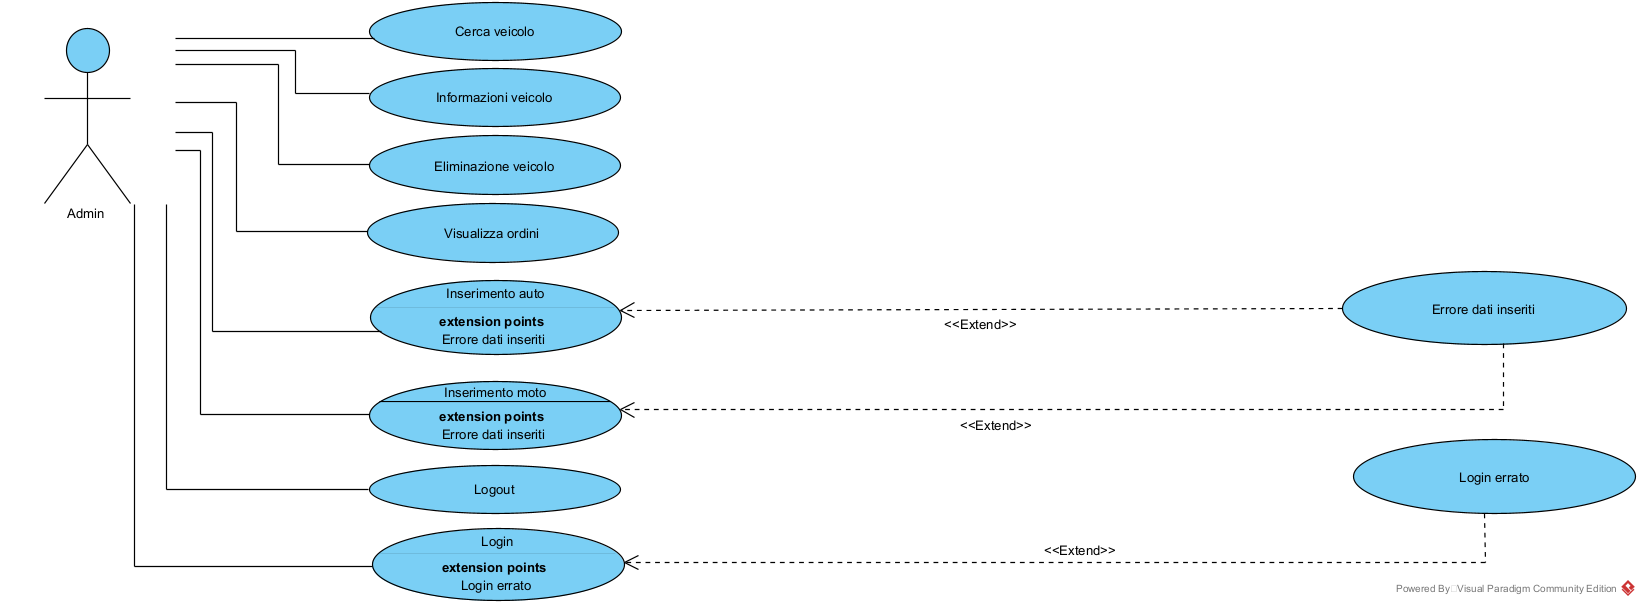 Cerca veicolo
Informazioni veicolo
Eliminazione veicolo
Admin
Visualizza ordini
Inserimento auto
extension points
Errore dati inseriti
<<Extend>>
Errore dati inseriti
Inserimento moto
extension points
Errore dati inseriti
<<Extend>>
Logout
Login errato
Login
extension points
Login errato
<<Extend>>
Powered By Visual Paradigm Community Edition